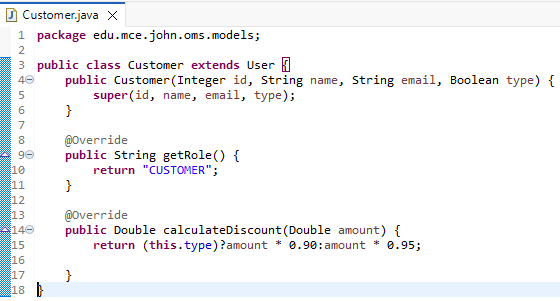 Customer.java
1 package edu.mce.john.oms.models;
2
3 public class Customer extends User {
4 public Customer(Integer id, String name, String email, Boolean type) {
5 super(id, name, email, type);
6 }
7
8 @Override
9 public String getRole() {
10 return "CUSTOMER";
11 }
12
13 @Override
14 public Double calculateDiscount(Double amount) {
15 return (this.type)?amount * 0.90:amount * 0.95;
16
17 }
18 }